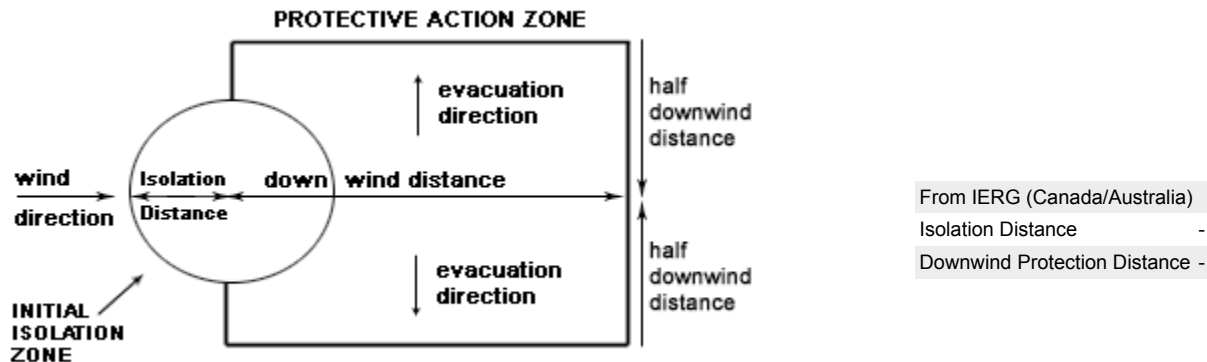 PROTECTIVE ACTION ZONE
evacuation
direction
half
downwind
distance
wind
direction
Isolation
Distance
down wind distance
evacuation
direction
half
downwind
distance
INITIAL
ISOLATION
ZONE
From IERG (Canada/Australia)
Isolation Distance -
Downwind Protection Distance -